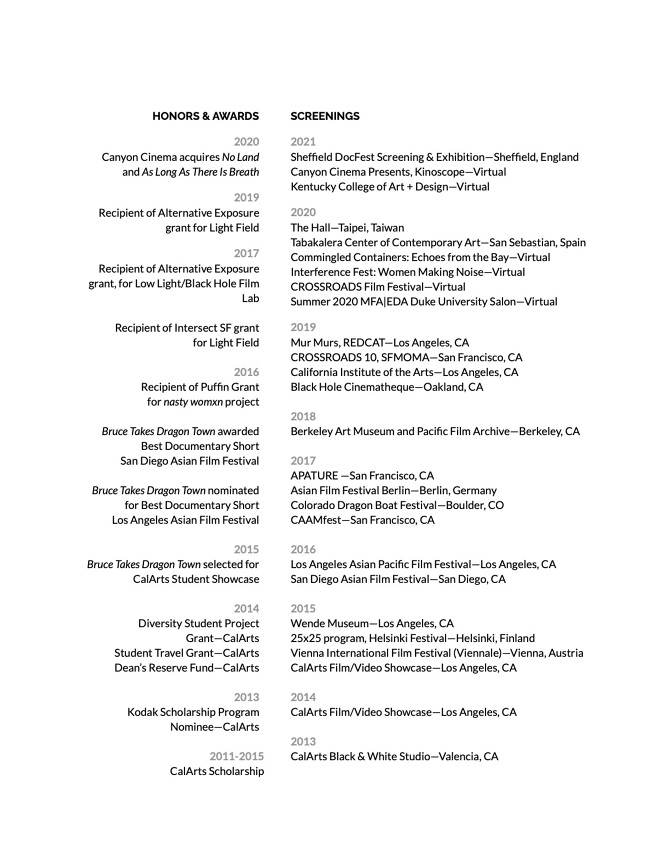 HONORS & AWARDS
2020
Canyon Cinema acquires No Land
and As Long As There Is Breath
2019
Recipient of Alternative Exposure
grant for Light Field
2017
Recipient of Alternative Exposure
grant, for Low Light/Black Hole Film
Lab
Recipient of Intersect SF grant
for Light Field
2016
Recipient of Puffin Grant
for nasty womxn project
Bruce Takes Dragon Town awarded
Best Documentary Short
San Diego Asian Film Festival
Bruce Takes Dragon Town nominated
for Best Documentary Short
Los Angeles Asian Film Festival
2015
Bruce Takes Dragon Town selected for
CalArts Student Showcase
2014
Diversity Student Project
Grant—CalArts
Student Travel Grant—CalArts
Dean's Reserve Fund—CalArts
2013
Kodak Scholarship Program
Nominee—CalArts
2011-2015
CalArts Scholarship
SCREENINGS
2021
Sheffield DocFest Screening & Exhibition—Sheffield, England
Canyon Cinema Presents, Kinoscope—Virtual
Kentucky College of Art + Design—Virtual
2020
The Hall—Taipei, Taiwan
Tabakalera Center of Contemporary Art—San Sebastian, Spain
Commingled Containers: Echoes from the Bay—Virtual
Interference Fest: Women Making Noise—Virtual
CROSSROADS Film Festival—Virtual
Summer 2020 MFA|EDA Duke University Salon—Virtual
2019
Mur Murs, REDCAT—Los Angeles, CA
CROSSROADS 10, SFMOMA—San Francisco, CA
California Institute of the Arts—Los Angeles, CA
Black Hole Cinematheque—Oakland, CA
2018
Berkeley Art Museum and Pacific Film Archive—Berkeley, CA
2017
APATURE —San Francisco, CA
Asian Film Festival Berlin—Berlin, Germany
Colorado Dragon Boat Festival—Boulder, CO
CAAMfest—San Francisco, CA
2016
Los Angeles Asian Pacific Film Festival—Los Angeles, CA
San Diego Asian Film Festival—San Diego, CA
2015
Wende Museum—Los Angeles, CA
25x25 program, Helsinki Festival—Helsinki, Finland
Vienna International Film Festival (Viennale)—Vienna, Austria
CalArts Film/Video Showcase—Los Angeles, CA
2014
CalArts Film/Video Showcase—Los Angeles, CA
2013
CalArts Black & White Studio—Valencia, CA